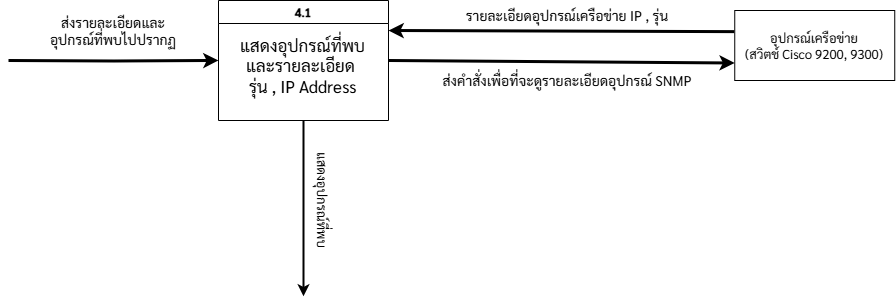 ส่งรายละเอียดและ
อุปกรณ์ที่พบไปปรากฏ
4.1
แสดงอุปกรณ์ที่พบ
และรายละเอียด
รุ่น , IP Address
รายละเอียดอุปกรณ์เครือข่าย IP , รุ่น
ส่งคำสั่งเพื่อที่จะดูรายละเอียดอุปกรณ์ SNMP
อุปกรณ์เครือข่าย
(สวิตช์ Cisco 9200, 9300)
แสดงอุปกรณ์ที่พบ